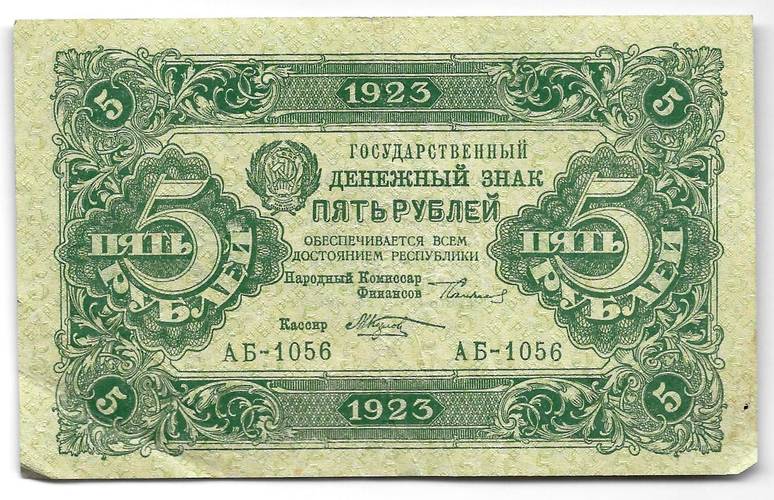 5 1923 5
ГОСУДАРСТВЕННЫЙ
ДЕНЕЖНЫЙ ЗНАК
ПЯТЬ РУБЛЕЙ
ОБЕСПЕЧИВАЕТСЯ ВСЕМ
ДОСТОЯНИЕМ РЕСПУБЛИКИ
5 ПЯТЬ РУБЛЕЙ
5 ПЯТЬ РУБЛЕЙ
Народный Комиссар
Финансов
Кассир
АБ-1056 АБ-1056
5 1923 5